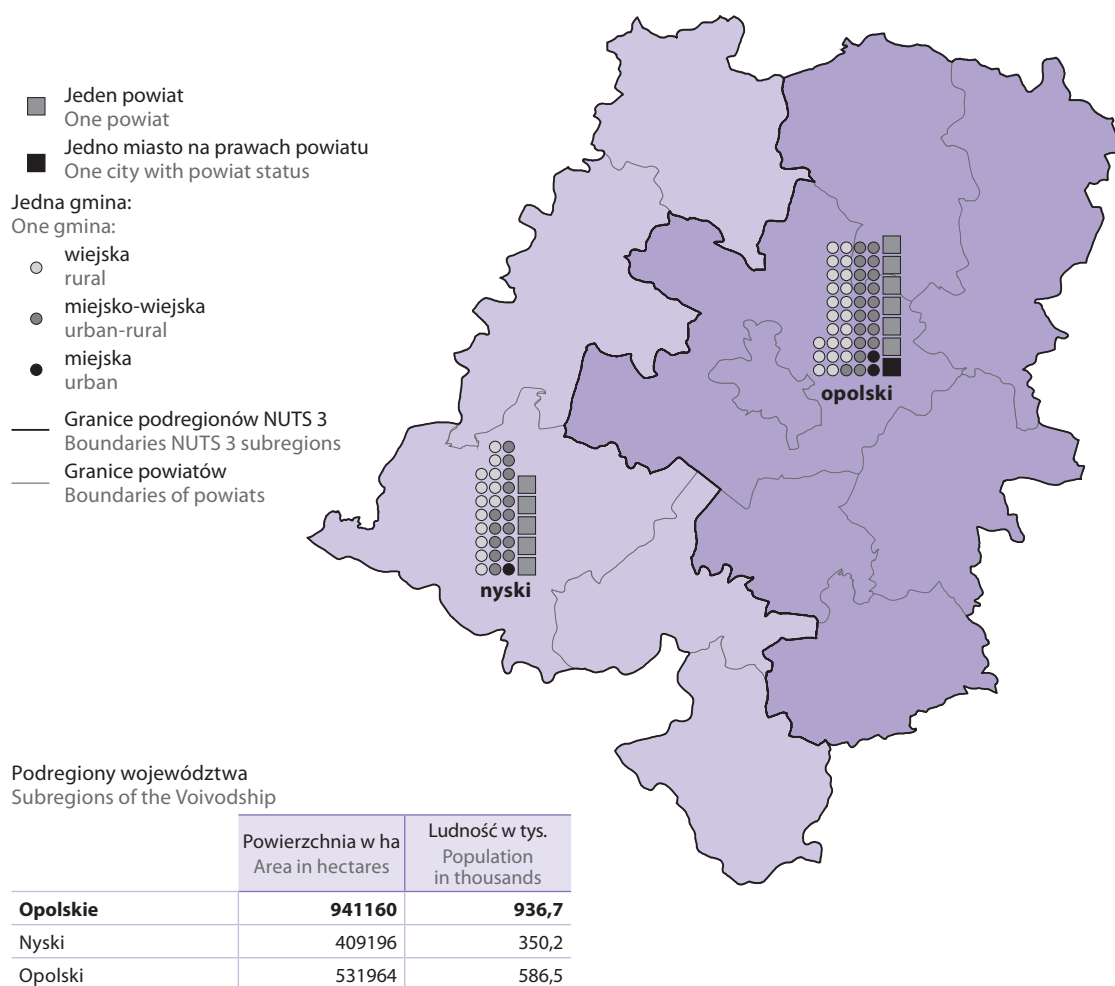 Jeden powiat
One powiat
Jedno miasto na prawach powiatu
One city with powiat status
Jedna gmina:
One gmina:
wiejska
rural
miejsko-wiejska
urban-rural
miejska
urban
Granice podregionów NUTS 3
Boundaries NUTS 3 subregions
Granice powiatów
Boundaries of powiats
opolski
nyski
Podregiony województwa
Subregions of the Voivodship
Powierzchnia w ha
Area in hectares
Ludność w tys.
Population
in thousands
Opolskie 941160 936,7
Nyski 409196 350,2
Opolski 531964 586,5